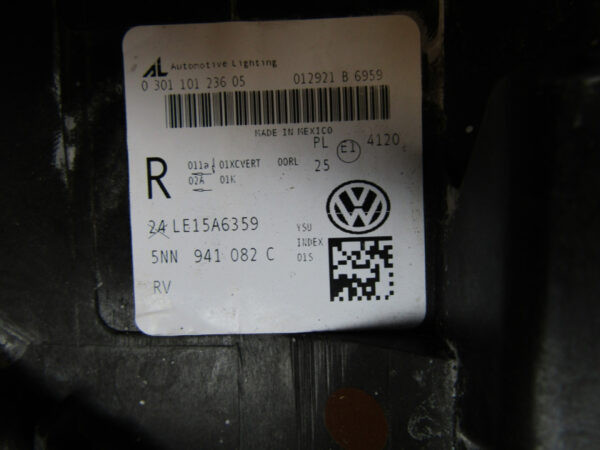 AL Automotive Lighting
0 301 101 236 05 012921 B 6959
MADE IN MEXICO
PL E1 4120
R 011a 01XCVERT 00RL 25
02A 01K
24 LE15A6359 YSU
INDEX
5NN 941 082 C 01S
RV